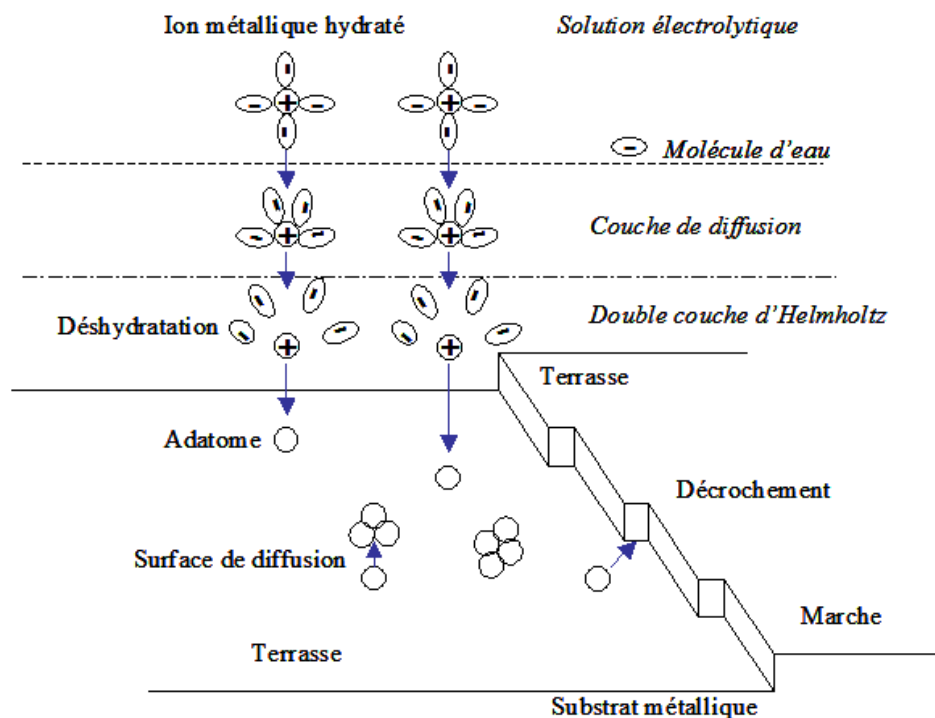 Ion métallique hydraté
Solution électrolytique
Molécule d'eau
Couche de diffusion
Double couche d'Helmholtz
Déshydratation
Terrasse
Adatome
Décrochement
Surface de diffusion
Marche
Terrasse
Substrat métallique